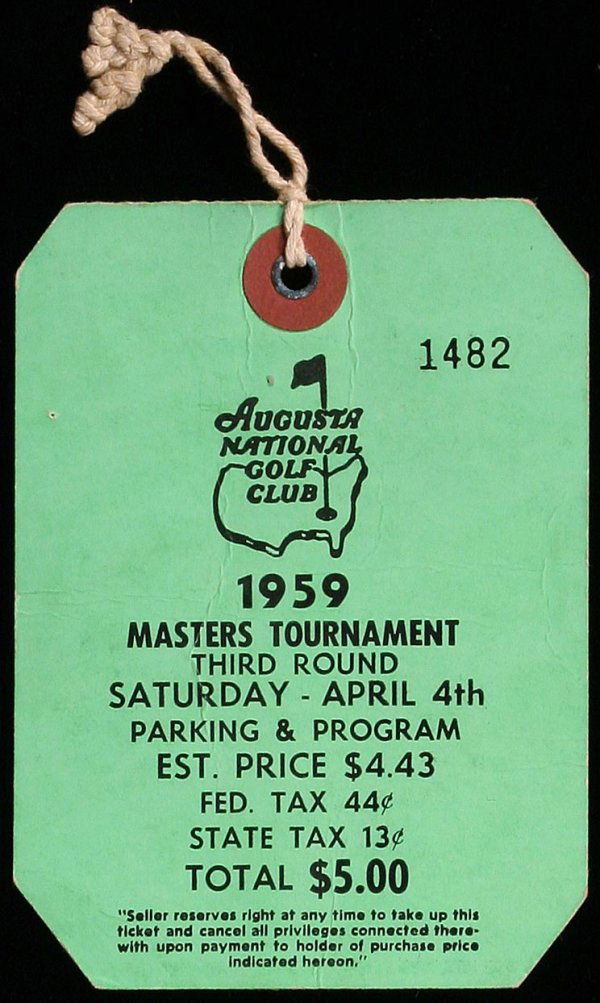 1482
AUGUSTA
NATIONAL
GOLF
CLUB
1959
MASTERS TOURNAMENT
THIRD ROUND
SATURDAY - APRIL 4th
PARKING & PROGRAM
EST. PRICE $4.43
FED. TAX 44¢
STATE TAX 13¢
TOTAL $5.00
"Seller reserves right at any time to take up this
ticket and cancel all privileges connected there-
with upon payment to holder of purchase price
indicated hereon."